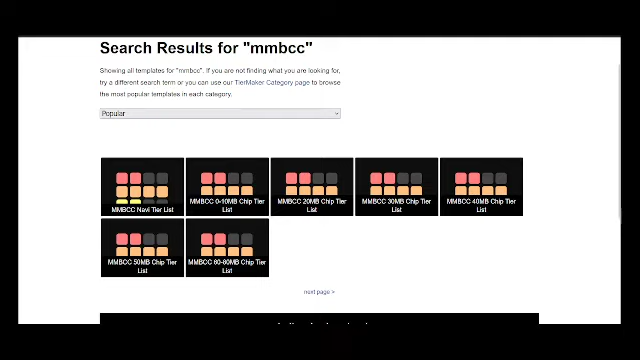 Search Results for "mmbcc"
Showing all templates for "mmbcc". If you are not finding what you are looking for,
try a different search term or you can use our TierMaker Category page to browse
the most popular templates in each category.
Popular
MMBCC Navi Tier List
MMBCC 0-10MB Chip Tier
List
MMBCC 20MB Chip Tier
List
MMBCC 30MB Chip Tier
List
MMBCC 40MB Chip Tier
List
MMBCC 50MB Chip Tier
List
MMBCC 60-80MB Chip Tier
List
next page >